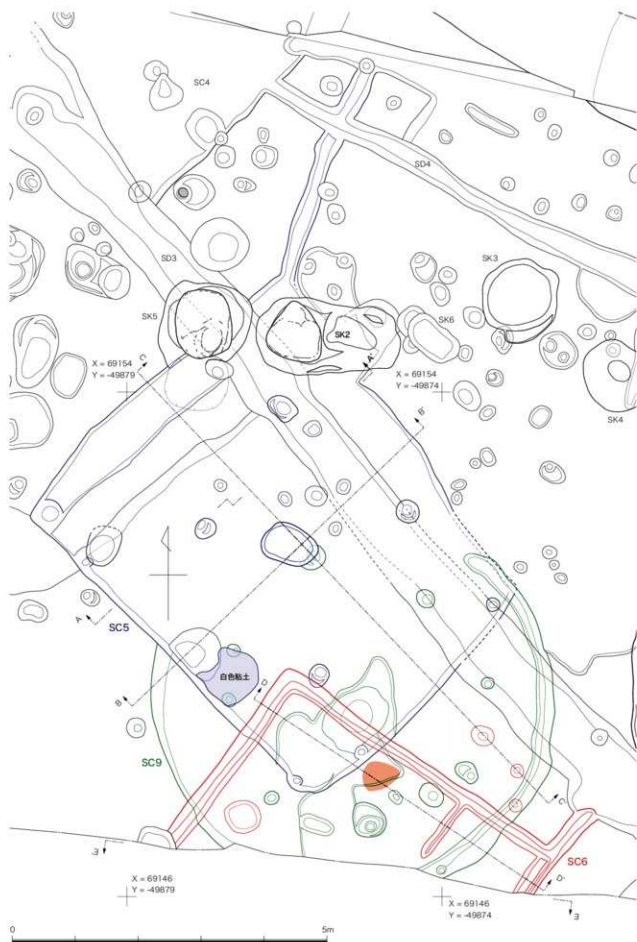 SC4
SD4
SD3
SK3
SK5
SK2
SK6
A'
C'
X = 69154
Y = -49879
X = 69154
Y = -49874
SK4
B'
A
SC5
白色粘土
D
B
SC9
C
SC6
D'
E'
X = 69146
Y = -49879
X = 69146
Y = -49874
E
0
5m